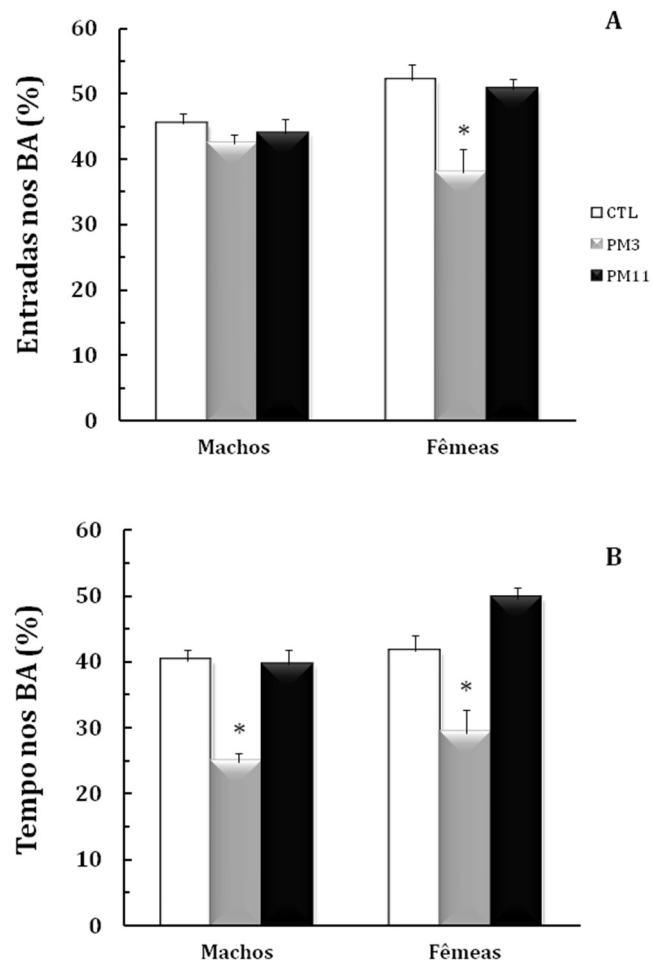 A
Entradas nos BA (%)
60
50
40
30
20
10
0
*
CTL
PM3
PM11
Machos
Fêmeas
B
Tempo nos BA (%)
60
50
40
30
20
10
0
*
*
Machos
Fêmeas